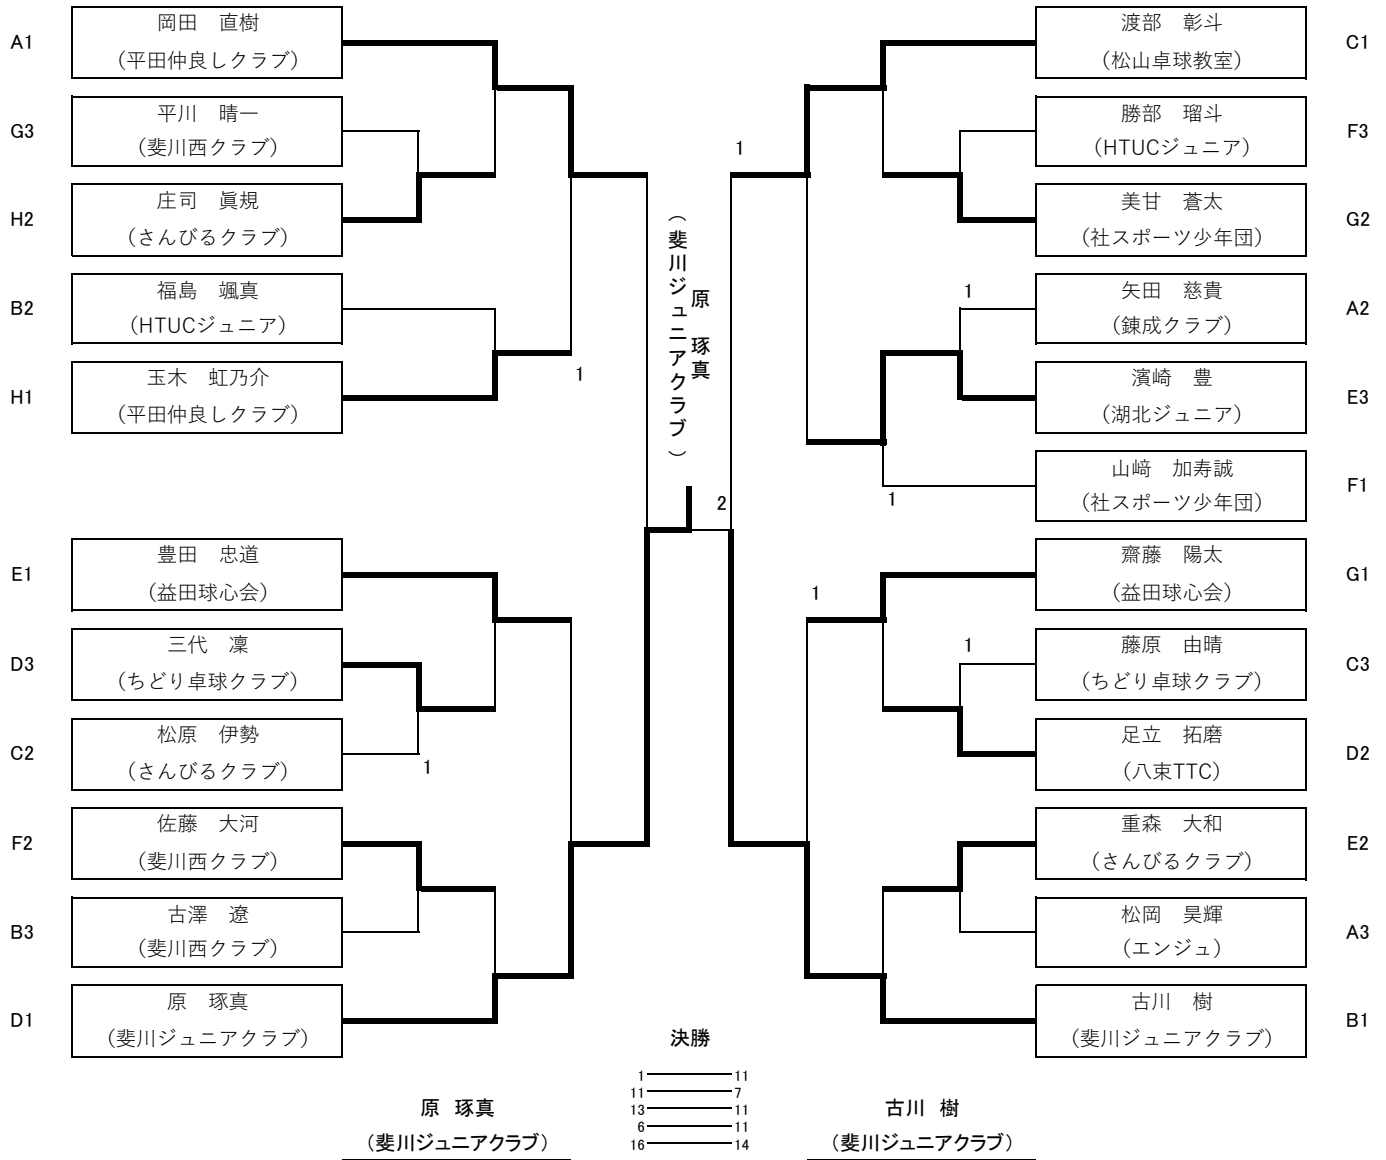 A1
岡田　直樹
（平田仲良しクラブ）
G3
平川　晴一
（斐川西クラブ）
H2
庄司　眞規
（さんびるクラブ）
B2
福島　颯真
（HTUCジュニア）
H1
玉木　虹乃介
（平田仲良しクラブ）
1
E1
豊田　忠道
（益田球心会）
D3
三代　凜
（ちどり卓球クラブ）
C2
松原　伊勢
（さんびるクラブ）
1
F2
佐藤　大河
（斐川西クラブ）
B3
古澤　遼
（斐川西クラブ）
D1
原　琢真
（斐川ジュニアクラブ）
原　琢真
（斐川ジュニアクラブ）
2
1
渡部　彰斗
（松山卓球教室）
C1
勝部　瑠斗
（HTUCジュニア）
F3
美甘　蒼太
（社スポーツ少年団）
G2
1
矢田　慈貴
（錬成クラブ）
A2
濱崎　豊
（湖北ジュニア）
E3
1
山﨑　加寿誠
（社スポーツ少年団）
F1
1
齋藤　陽太
（益田球心会）
G1
1
藤原　由晴
（ちどり卓球クラブ）
C3
足立　拓磨
（八束TTC）
D2
重森　大和
（さんびるクラブ）
E2
松岡　昊輝
（エンジュ）
A3
古川　樹
（斐川ジュニアクラブ）
B1
決勝
原　琢真
（斐川ジュニアクラブ）
1 11
11 7
13 11
6 11
16 14
古川　樹
（斐川ジュニアクラブ）